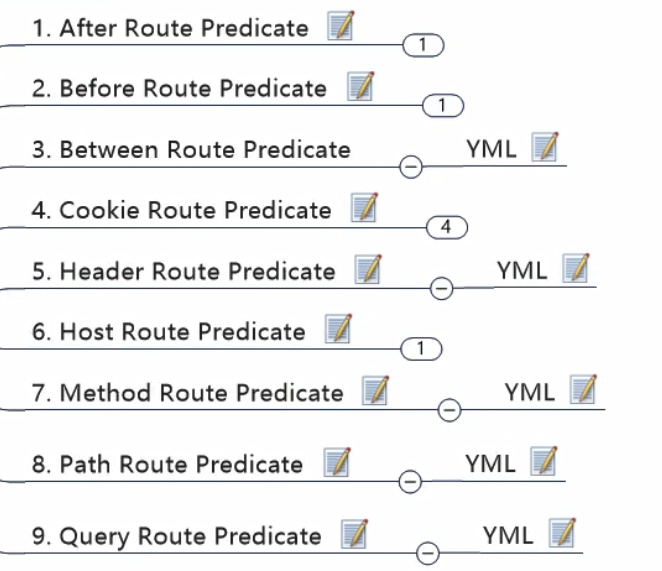 1. After Route Predicate 1
2. Before Route Predicate 1
3. Between Route Predicate YML
4. Cookie Route Predicate 4
5. Header Route Predicate YML
6. Host Route Predicate 1
7. Method Route Predicate YML
8. Path Route Predicate YML
9. Query Route Predicate YML